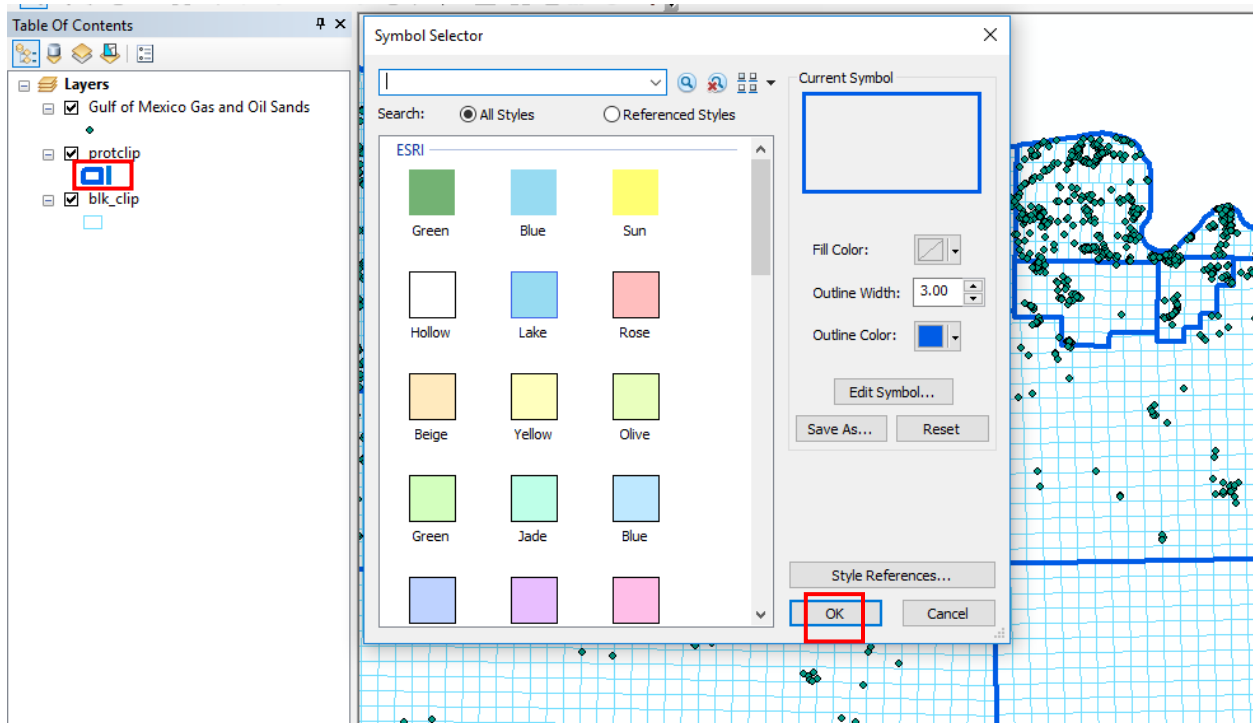 Table Of Contents
Layers
Gulf of Mexico Gas and Oil Sands
protclip
blk_clip
Symbol Selector
Search:
All Styles
Referenced Styles
ESRI
Green
Blue
Sun
Hollow
Lake
Rose
Beige
Yellow
Olive
Green
Jade
Blue
Current Symbol
Fill Color:
Outline Width:
3.00
Outline Color:
Edit Symbol...
Save As...
Reset
Style References...
OK
Cancel